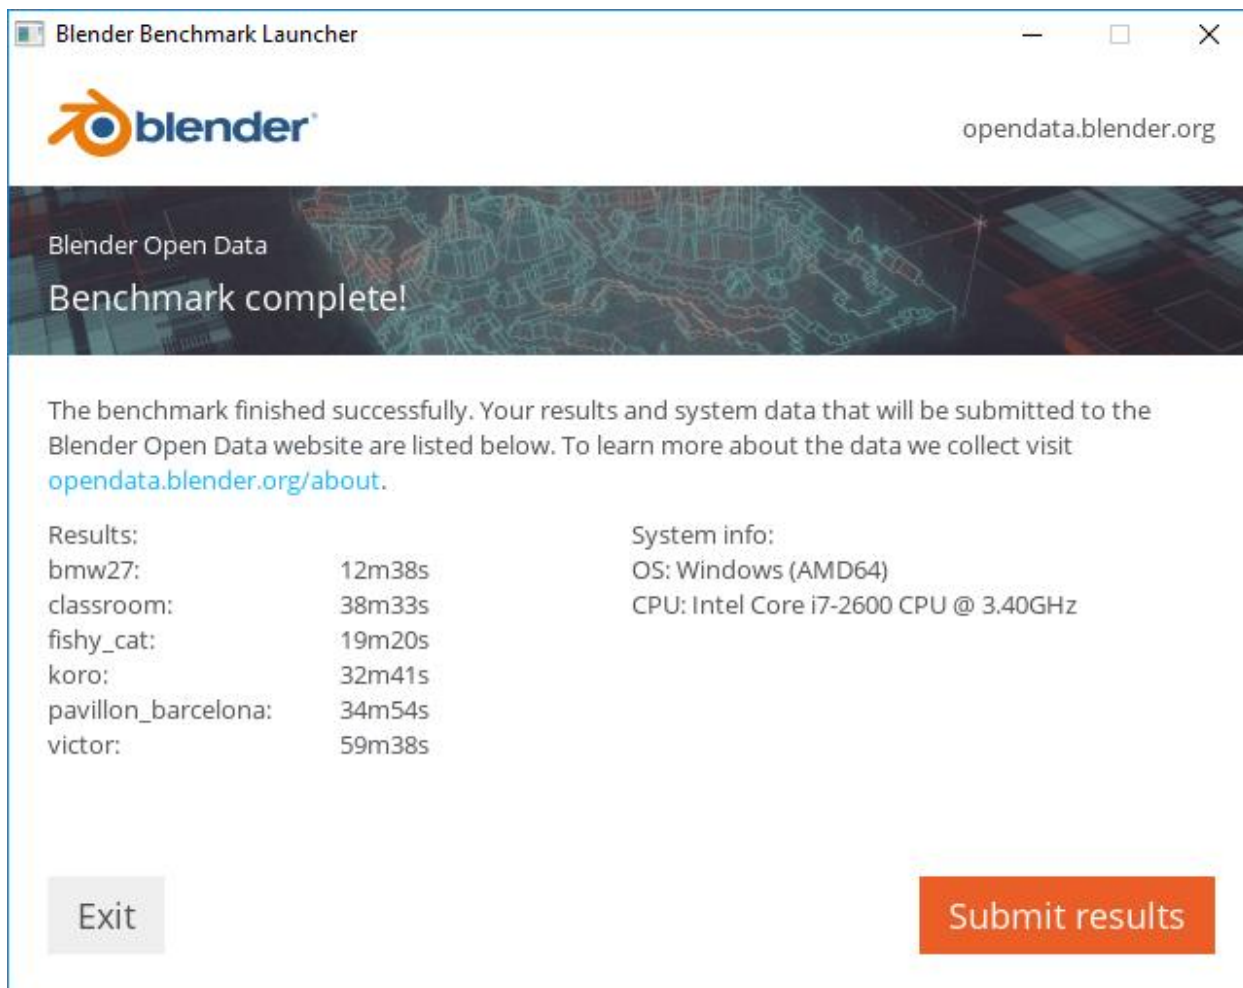 Blender Benchmark Launcher
blender
opendata.blender.org
Blender Open Data
Benchmark complete!
The benchmark finished successfully. Your results and system data that will be submitted to the
Blender Open Data website are listed below. To learn more about the data we collect visit
opendata.blender.org/about.
Results:
bmw27: 12m38s
classroom: 38m33s
fishy_cat: 19m20s
koro: 32m41s
pavillon_barcelona: 34m54s
victor: 59m38s
System info:
OS: Windows (AMD64)
CPU: Intel Core i7-2600 CPU @ 3.40GHz
Exit
Submit results